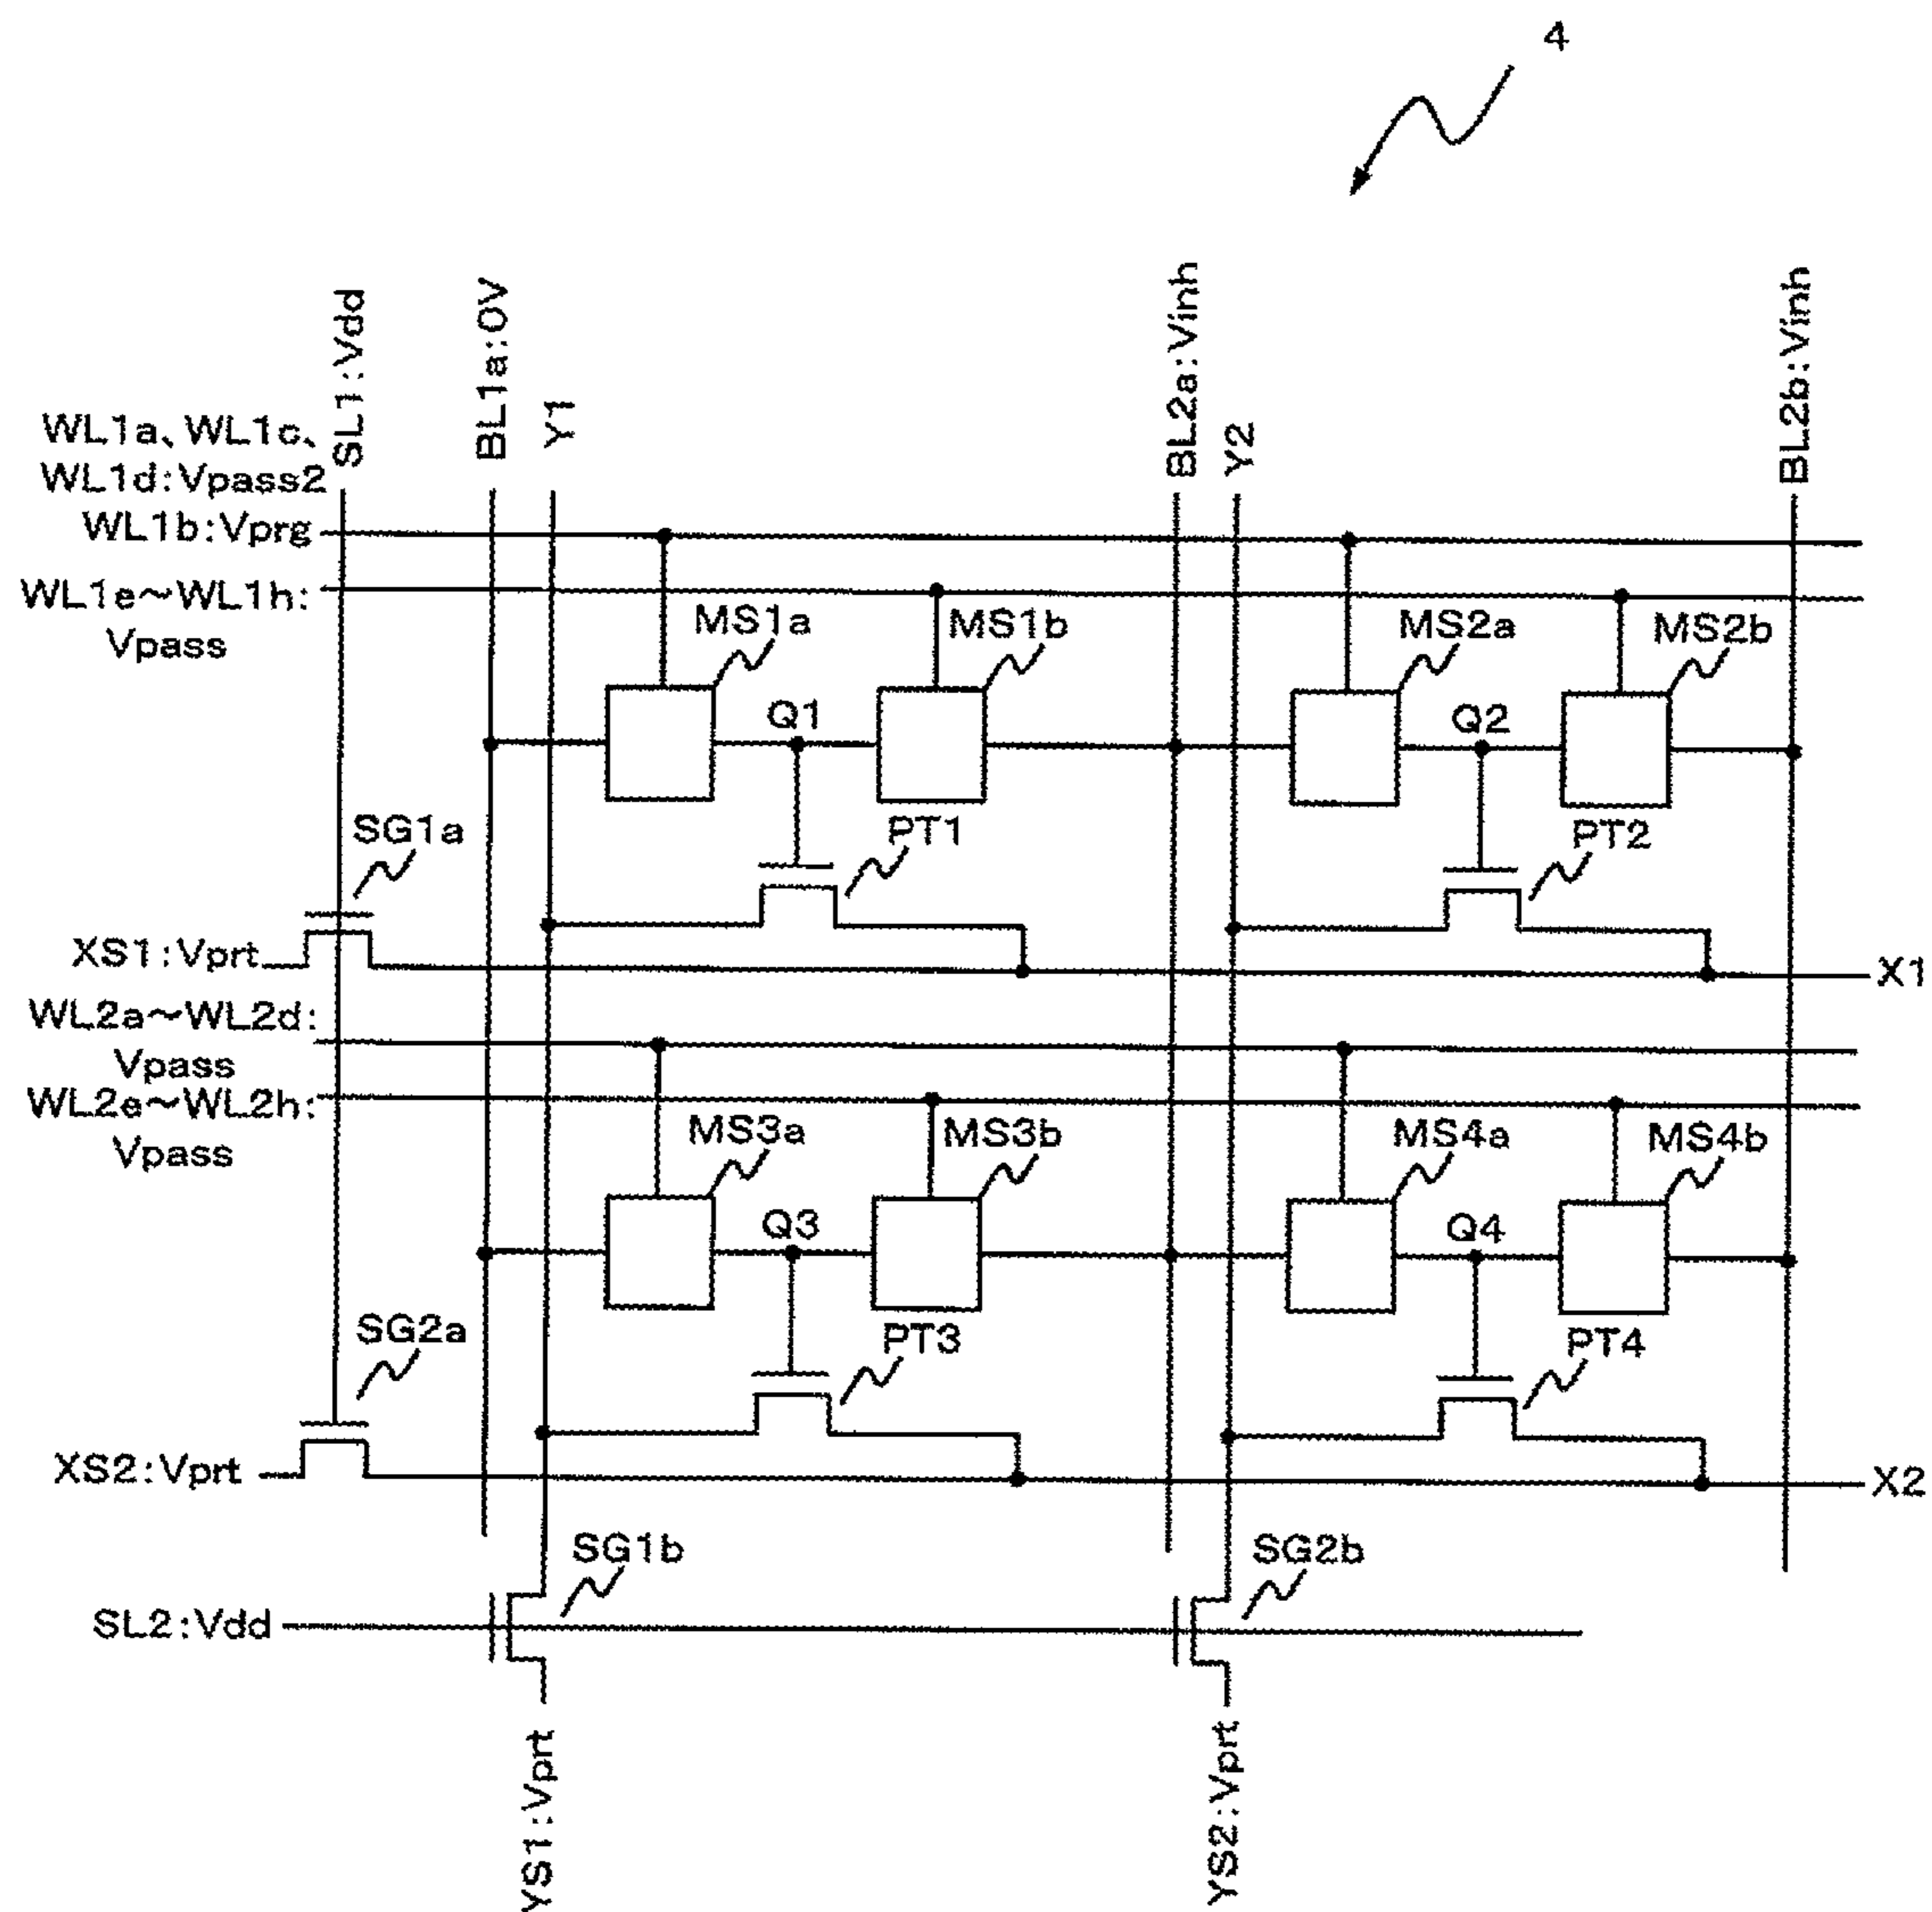 4
SL1:Vdd
BL1a:0V
Y1
BL2a:Vinh
Y2
BL2b:Vinh
WL1a、WL1c、
WL1d:Vpass2
WL1b:Vprg
WL1e~WL1h:
Vpass
MS1a
MS1b
MS2a
MS2b
Q1
Q2
SG1a
PT1
PT2
XS1:Vprt
X1
WL2a~WL2d:
Vpass
WL2e~WL2h:
Vpass
MS3a
MS3b
MS4a
MS4b
Q3
Q4
SG2a
PT3
PT4
XS2:Vprt
X2
SG1b
SG2b
SL2:Vdd
YS1:Vprt
YS2:Vprt